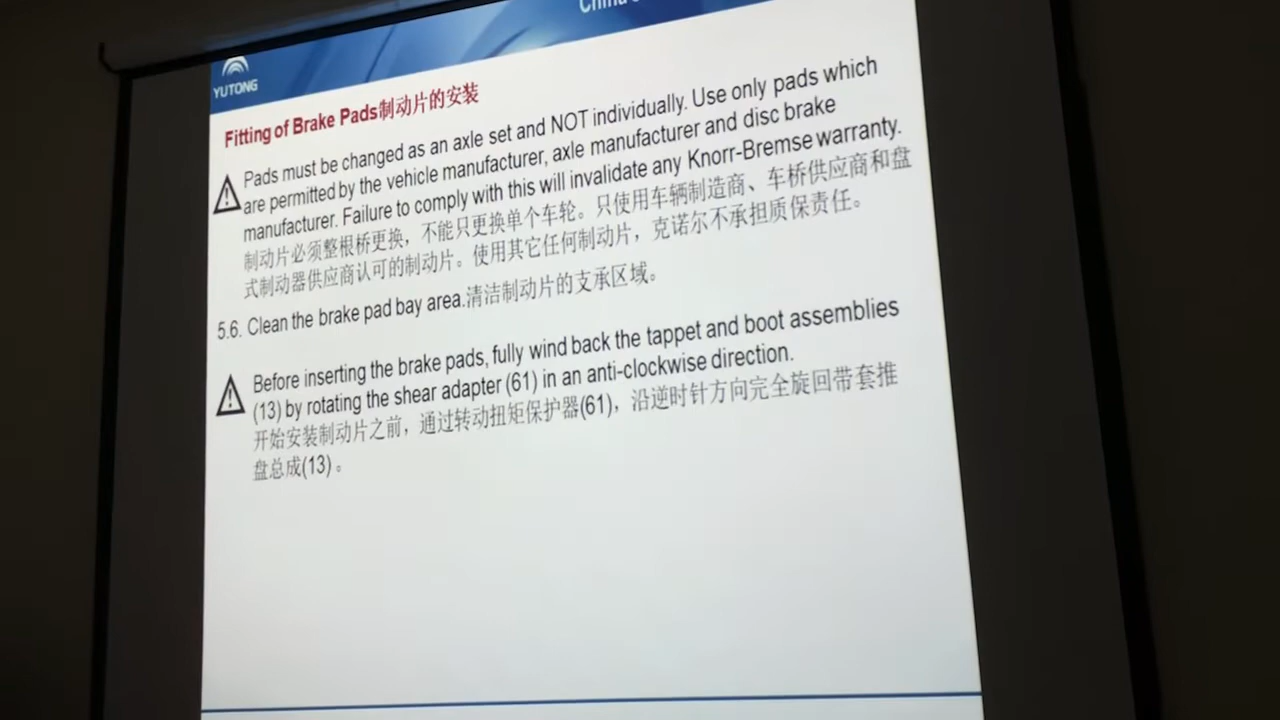 China
YUTONG
Fitting of Brake Pads制动片的安装
Pads must be changed as an axle set and NOT individually. Use only pads which
are permitted by the vehicle manufacturer, axle manufacturer and disc brake
manufacturer. Failure to comply with this will invalidate any Knorr-Bremse warranty.
制动片必须整根桥更换，不能只更换单个车轮。只使用车辆制造商、车桥供应商和盘
式制动器供应商认可的制动片。使用其它任何制动片，克诺尔不承担质保责任。
5.6. Clean the brake pad bay area.清洁制动片的支承区域。
Before inserting the brake pads, fully wind back the tappet and boot assemblies
(13) by rotating the shear adapter (61) in an anti-clockwise direction.
开始安装制动片之前，通过转动扭矩保护器(61)，沿逆时针方向完全旋回带套推
盘总成(13)。